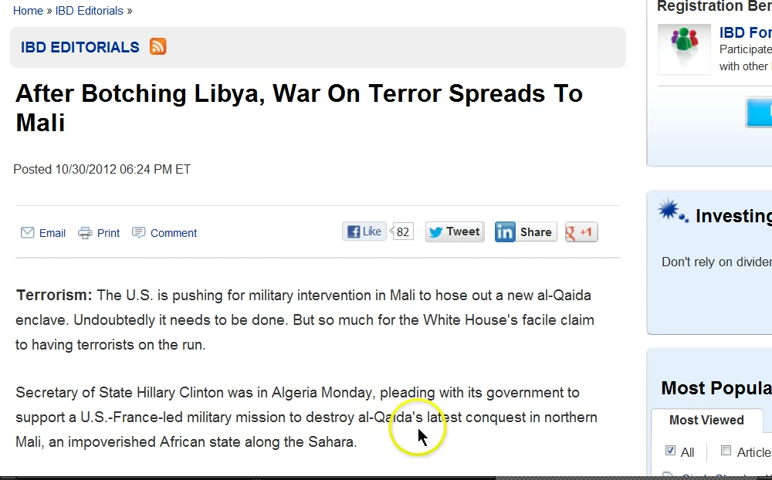 Home » IBD Editorials »
IBD EDITORIALS
After Botching Libya, War On Terror Spreads To
Mali
Posted 10/30/2012 06:24 PM ET
Email Print Comment
Like 82 Tweet Share +1
Terrorism: The U.S. is pushing for military intervention in Mali to hose out a new al-Qaida
enclave. Undoubtedly it needs to be done. But so much for the White House's facile claim
to having terrorists on the run.
Secretary of State Hillary Clinton was in Algeria Monday, pleading with its government to
support a U.S.-France-led military mission to destroy al-Qaida's latest conquest in northern
Mali, an impoverished African state along the Sahara.
Registration Ben
IBD For
Participate
with other
Investing
Don't rely on divider
Most Popula
Most Viewed
All Article